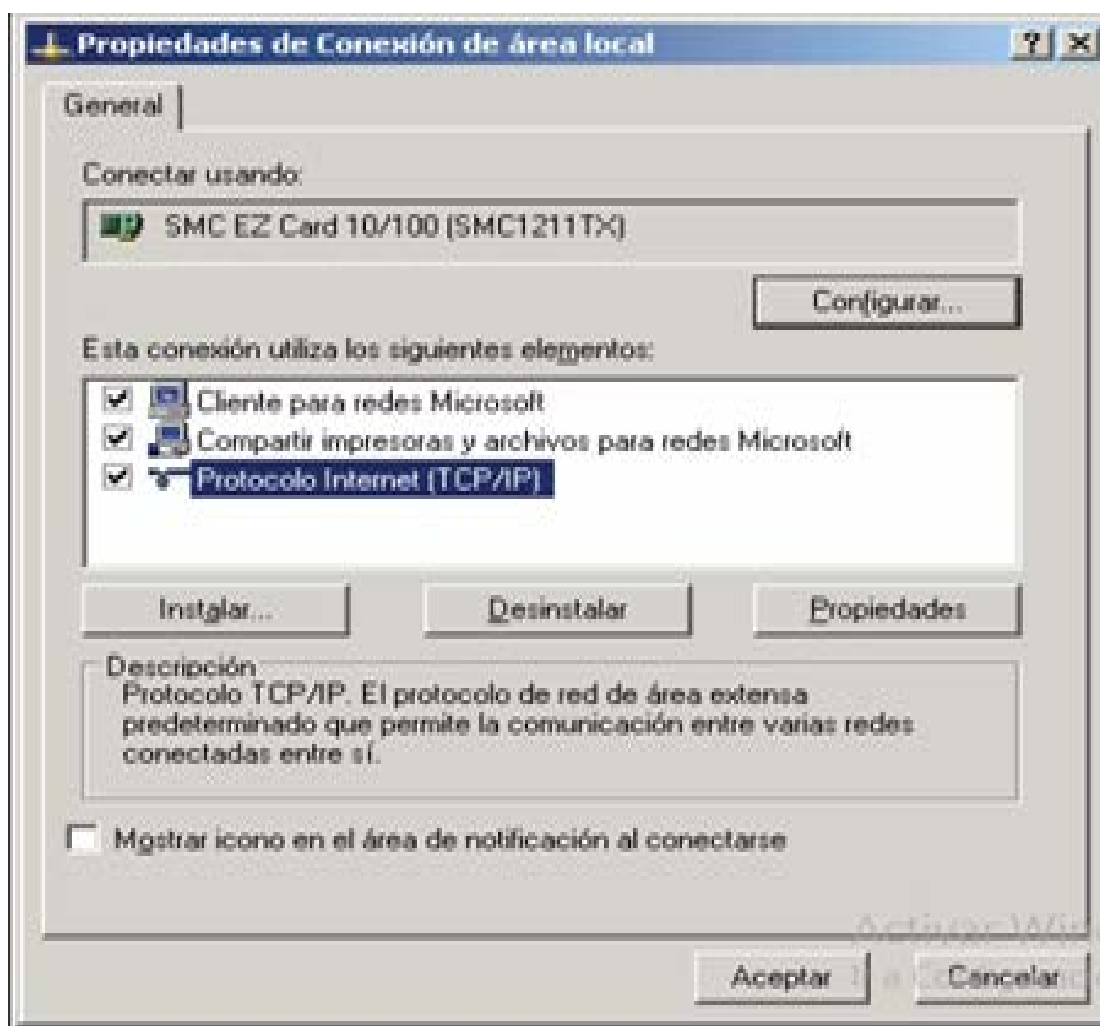 Propiedades de Conexión de área local
General
Conectar usando:
SMC EZ Card 10/100 (SMC1211TX)
Configurar...
Esta conexión utiliza los siguientes elementos:
Cliente para redes Microsoft
Compartir impresoras y archivos para redes Microsoft
Protocolo Internet (TCP/IP)
Instalar...
Desinstalar
Propiedades
Descripción
Protocolo TCP/IP. El protocolo de red de área extensa
predeterminado que permite la comunicación entre varias redes
conectadas entre sí.
Mostrar icono en el área de notificación al conectarse
Activar
Aceptar
Cancelar